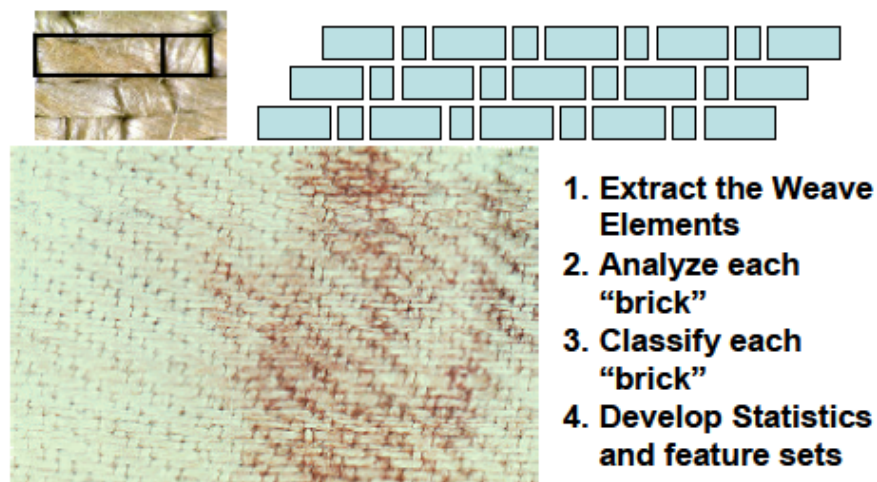 1. Extract the Weave
Elements
2. Analyze each
“brick”
3. Classify each
“brick”
4. Develop Statistics
and feature sets